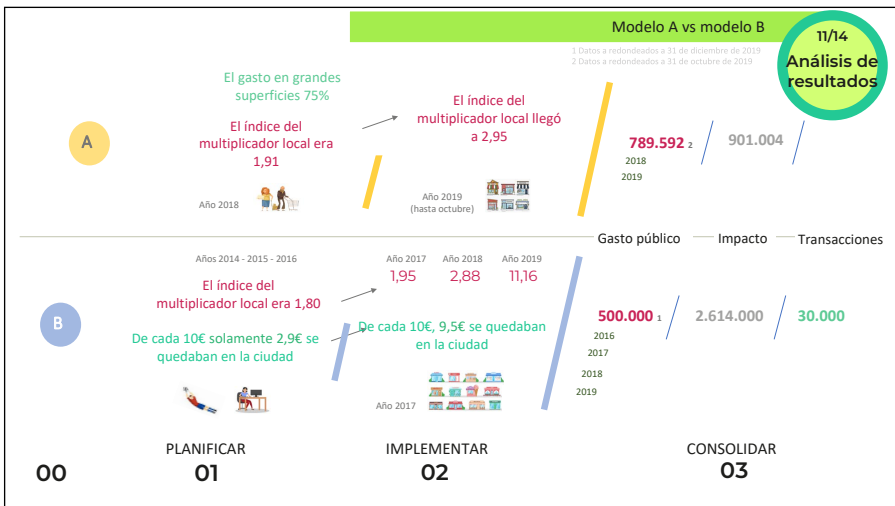 Modelo A vs modelo B
11/14
Análisis de
resultados
1 Datos a redondeados a 31 de diciembre de 2019
2 Datos a redondeados a 31 de octubre de 2019
A
El gasto en grandes
superficies 75%
El índice del
multiplicador local era
1,91
Año 2018
El índice del
multiplicador local llegó
a 2,95
Año 2019
(hasta octubre)
789.592 2
2018
2019
901.004
Gasto público
Impacto
Transacciones
B
Años 2014 - 2015 - 2016
El índice del
multiplicador local era 1,80
De cada 10€ solamente 2,9€ se
quedaban en la ciudad
Año 2017
1,95
Año 2018
2,88
Año 2019
11,16
De cada 10€, 9,5€ se quedaban
en la ciudad
Año 2017
500.000 1
2016
2017
2018
2019
2.614.000
30.000
00
PLANIFICAR
01
IMPLEMENTAR
02
CONSOLIDAR
03